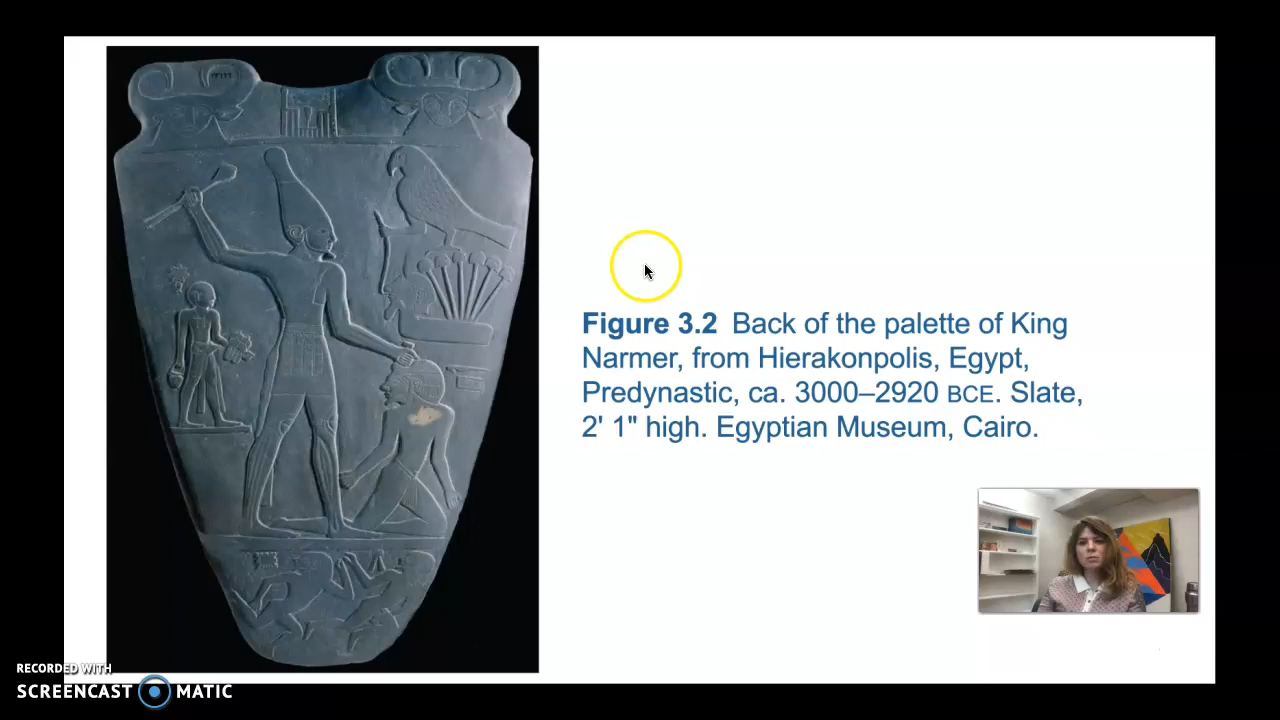 Figure 3.2 Back of the palette of King
Narmer, from Hierakonpolis, Egypt,
Predynastic, ca. 3000–2920 BCE. Slate,
2' 1" high. Egyptian Museum, Cairo.
RECORDED WITH
SCREENCAST MATIC